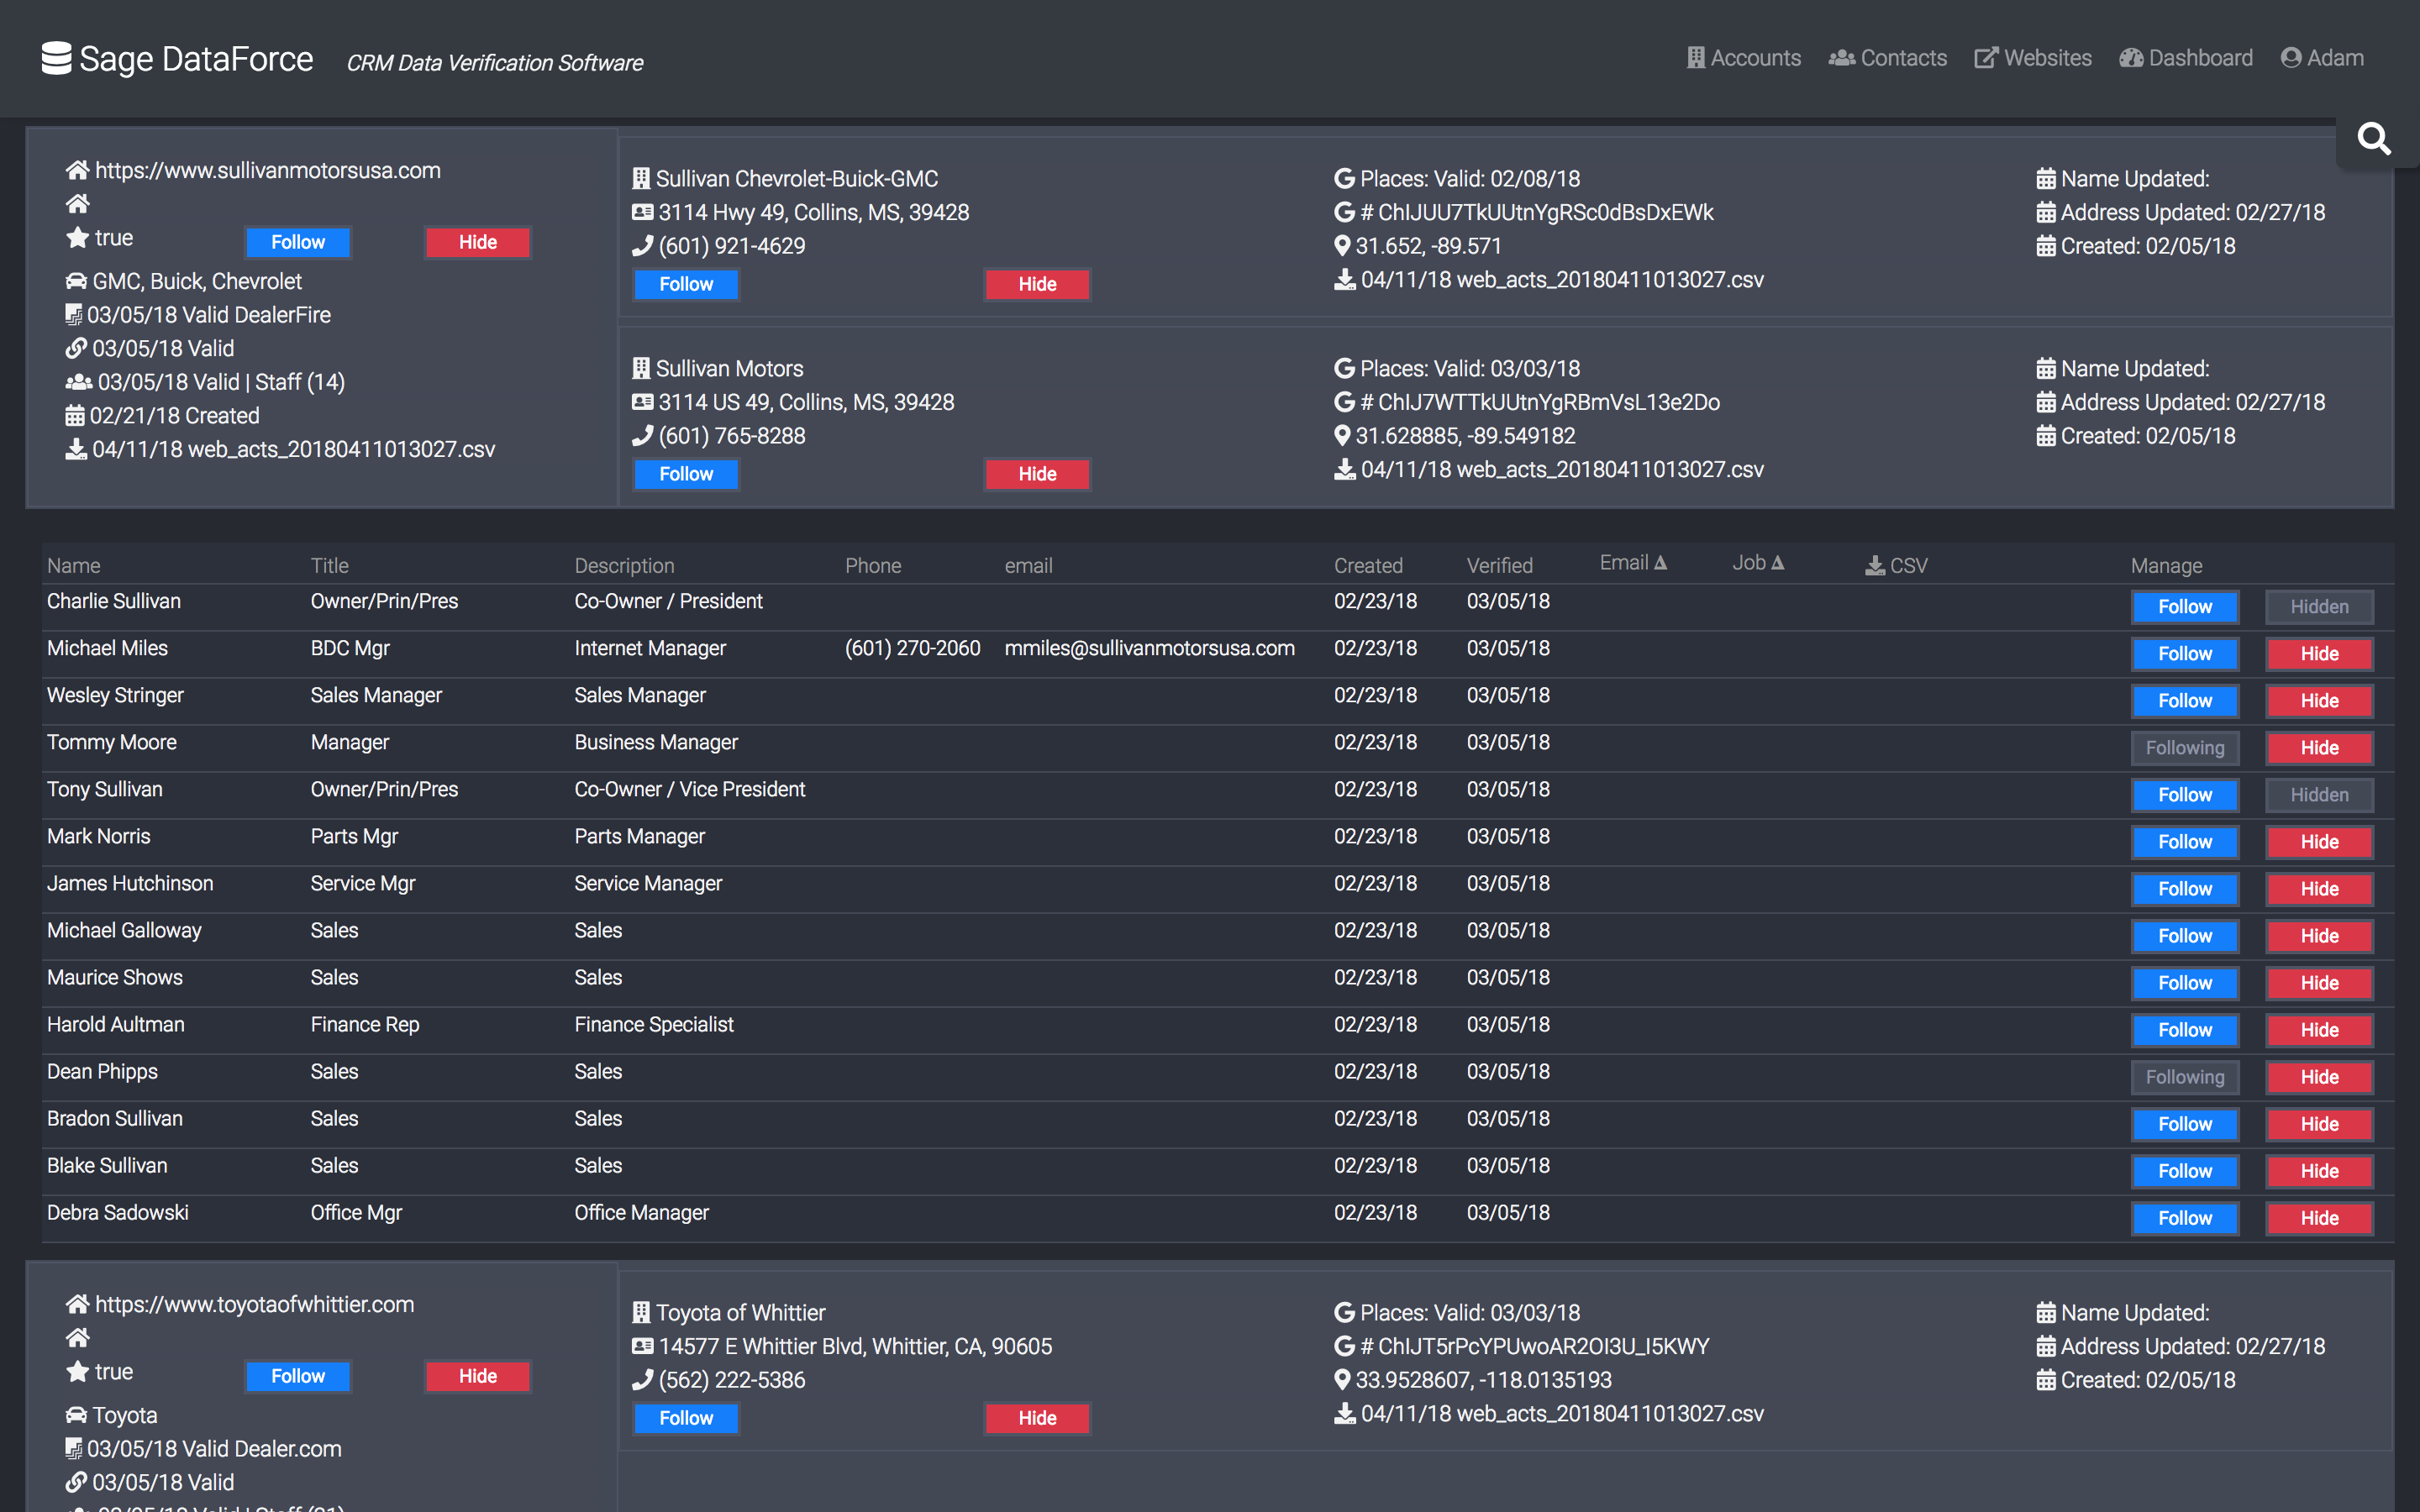 Sage DataForce CRM Data Verification Software Accounts Contacts Websites Dashboard Adam
https://www.sullivanmotorsusa.com
true Follow Hide
GMC, Buick, Chevrolet
03/05/18 Valid DealerFire
03/05/18 Valid
03/05/18 Valid | Staff (14)
02/21/18 Created
04/11/18 web_acts_20180411013027.csv
Sullivan Chevrolet-Buick-GMC
3114 Hwy 49, Collins, MS, 39428
(601) 921-4629
Follow Hide
Places: Valid: 02/08/18
# ChIJUU7TkUUtnYgRSc0dBsDxEWk
31.652, -89.571
04/11/18 web_acts_20180411013027.csv
Name Updated:
Address Updated: 02/27/18
Created: 02/05/18
Sullivan Motors
3114 US 49, Collins, MS, 39428
(601) 765-8288
Follow Hide
Places: Valid: 03/03/18
# ChIJ7WTTkUUtnYgRBmVsL13e2Do
31.628885, -89.549182
04/11/18 web_acts_20180411013027.csv
Name Updated:
Address Updated: 02/27/18
Created: 02/05/18
Name Title Description Phone email Created Verified Email Job CSV Manage
Charlie Sullivan Owner/Prin/Pres Co-Owner / President 02/23/18 03/05/18 Follow Hidden
Michael Miles BDC Mgr Internet Manager (601) 270-2060 mmiles@sullivanmotorsusa.com 02/23/18 03/05/18 Follow Hide
Wesley Stringer Sales Manager Sales Manager 02/23/18 03/05/18 Follow Hide
Tommy Moore Manager Business Manager 02/23/18 03/05/18 Following Hide
Tony Sullivan Owner/Prin/Pres Co-Owner / Vice President 02/23/18 03/05/18 Follow Hidden
Mark Norris Parts Mgr Parts Manager 02/23/18 03/05/18 Follow Hide
James Hutchinson Service Mgr Service Manager 02/23/18 03/05/18 Follow Hide
Michael Galloway Sales Sales 02/23/18 03/05/18 Follow Hide
Maurice Shows Sales Sales 02/23/18 03/05/18 Follow Hide
Harold Aultman Finance Rep Finance Specialist 02/23/18 03/05/18 Follow Hide
Dean Phipps Sales Sales 02/23/18 03/05/18 Following Hide
Bradon Sullivan Sales Sales 02/23/18 03/05/18 Follow Hide
Blake Sullivan Sales Sales 02/23/18 03/05/18 Follow Hide
Debra Sadowski Office Mgr Office Manager 02/23/18 03/05/18 Follow Hide
https://www.toyotaofwhittier.com
true Follow Hide
Toyota
03/05/18 Valid Dealer.com
03/05/18 Valid
Toyota of Whittier
14577 E Whittier Blvd, Whittier, CA, 90605
(562) 222-5386
Follow Hide
Places: Valid: 03/03/18
# ChIJT5rPcYPUwoAR2OI3U_I5KWY
33.9528607, -118.0135193
04/11/18 web_acts_20180411013027.csv
Name Updated:
Address Updated: 02/27/18
Created: 02/05/18